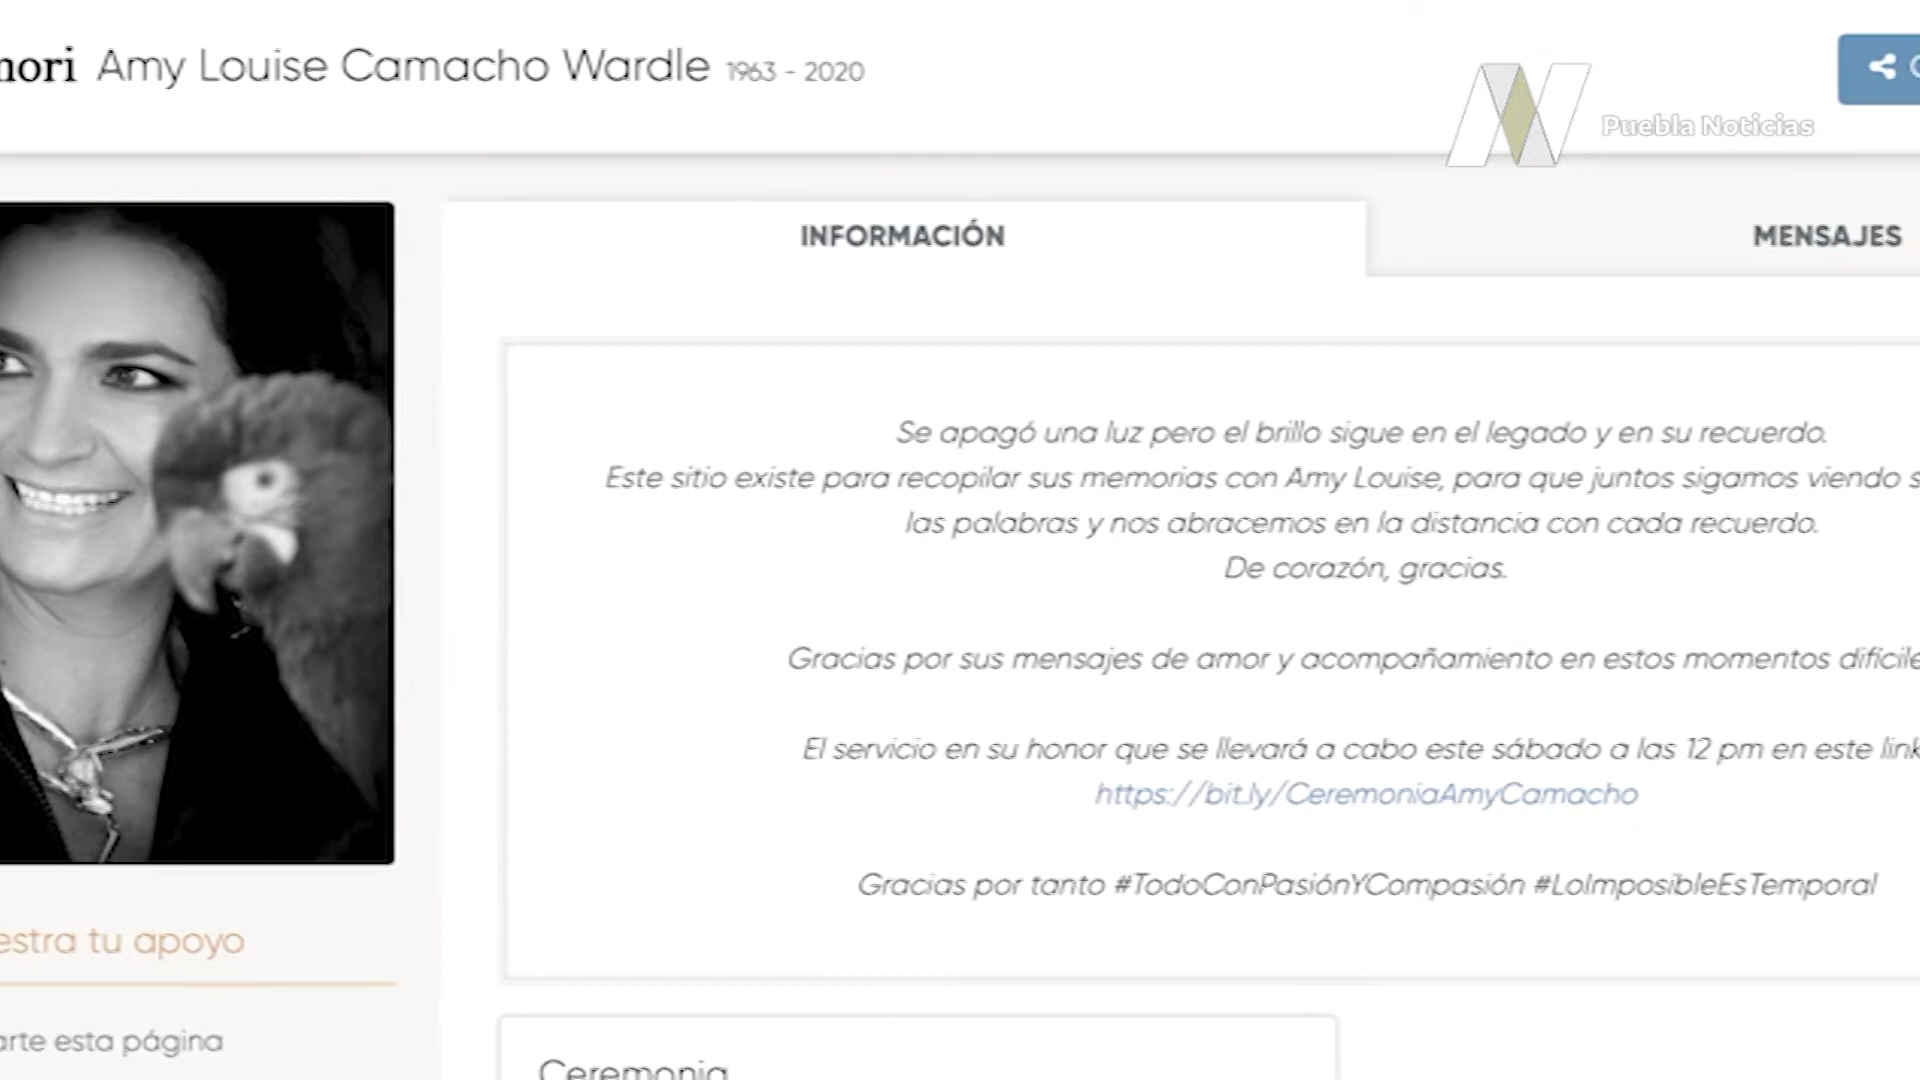 nori Amy Louise Camacho Wardle 1963 - 2020
Puebla Noticias
INFORMACIÓN
MENSAJES
Se apagó una luz pero el brillo sigue en el legado y en su recuerdo.
Este sitio existe para recopilar sus memorias con Amy Louise, para que juntos sigamos viendo s
las palabras y nos abracemos en la distancia con cada recuerdo.
De corazón, gracias.
Gracias por sus mensajes de amor y acompañamiento en estos momentos difícile
El servicio en su honor que se llevará a cabo este sábado a las 12 pm en este link
https://bit.ly/CeremoniaAmyCamacho
Gracias por tanto #TodoConPasiónYCompasión #LoImposibleEsTemporal
estra tu apoyo
arte esta página
Ceremonia